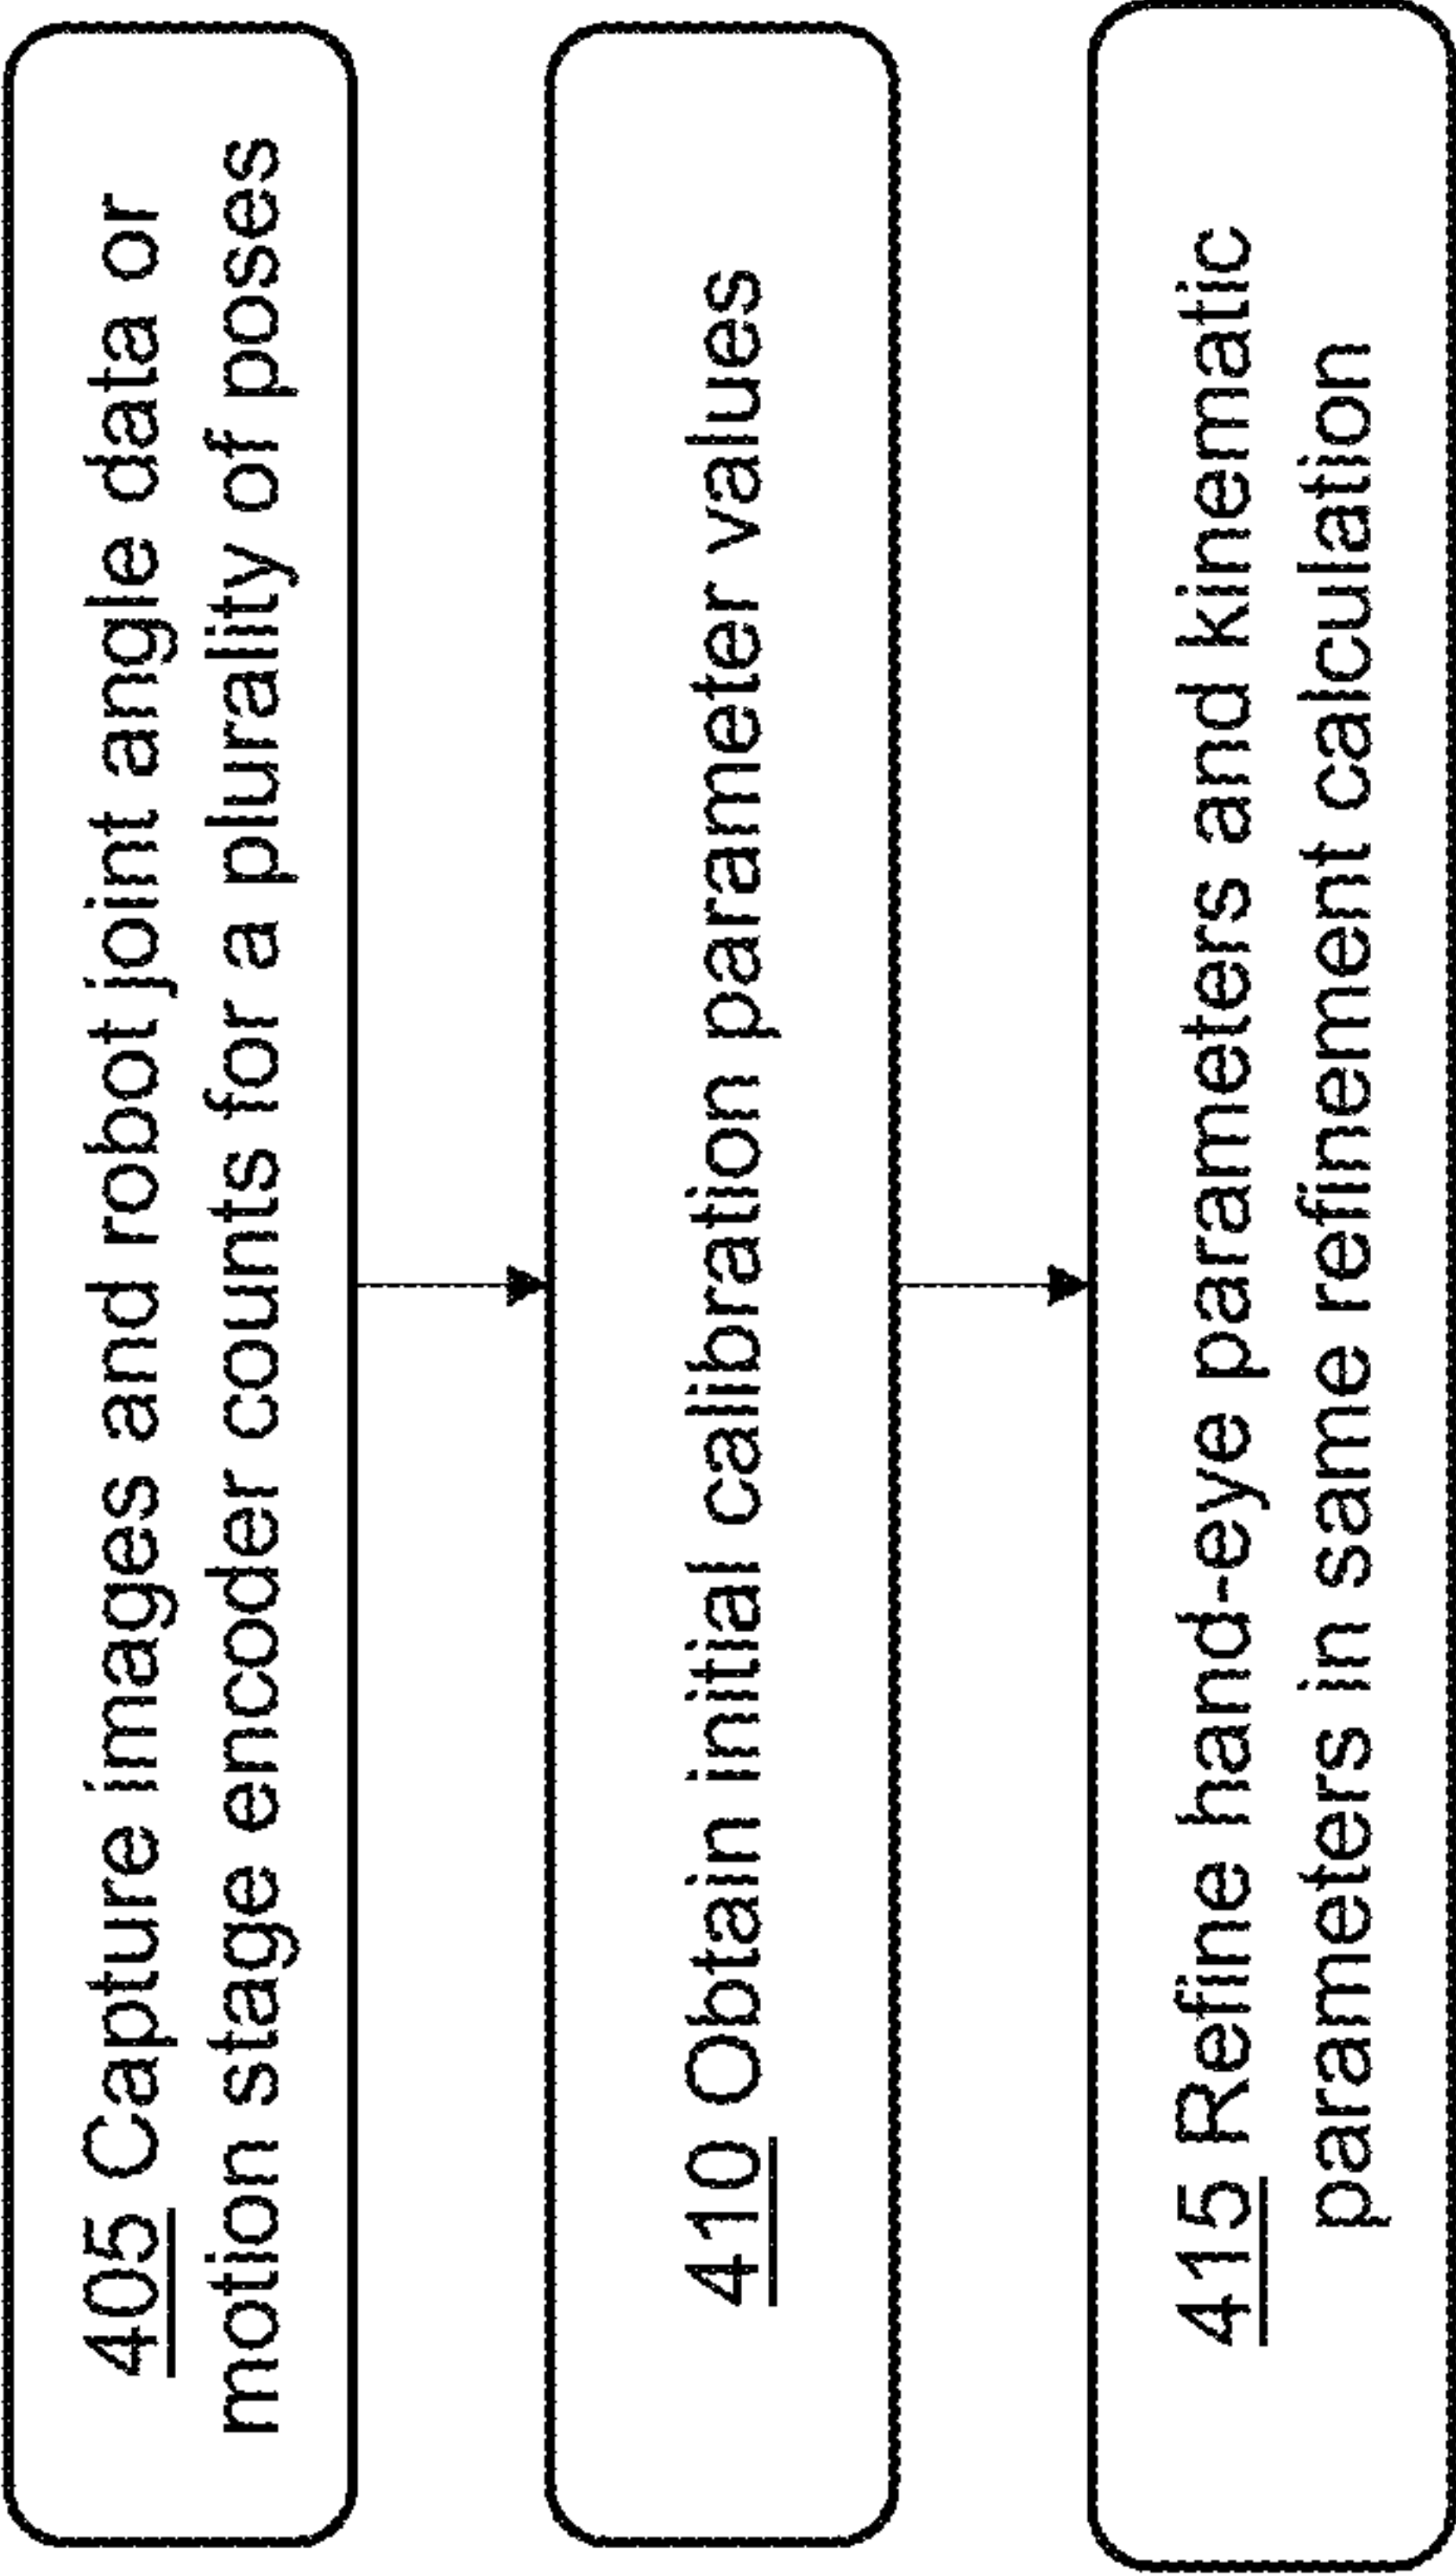 405 Capture images and robot joint angle data or
motion stage encoder counts for a plurality of poses
410 Obtain initial calibration parameter values
415 Refine hand-eye parameters and kinematic
parameters in same refinement calculation